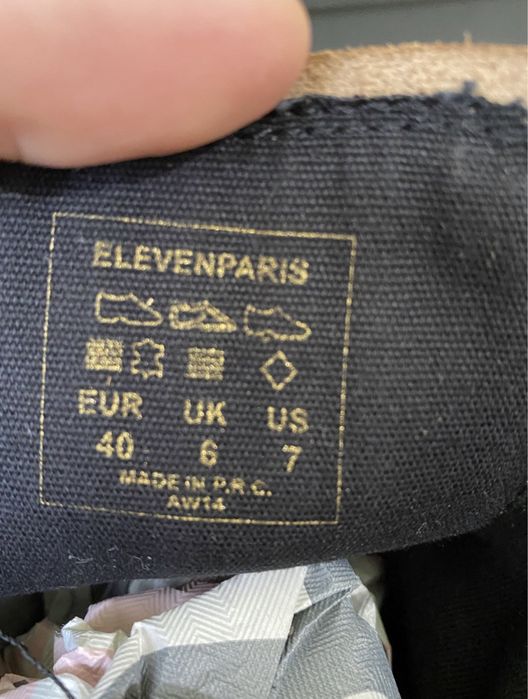 ELEVENPARIS
EUR UK US
40 6 7
MADE IN P.R.C.
AW14